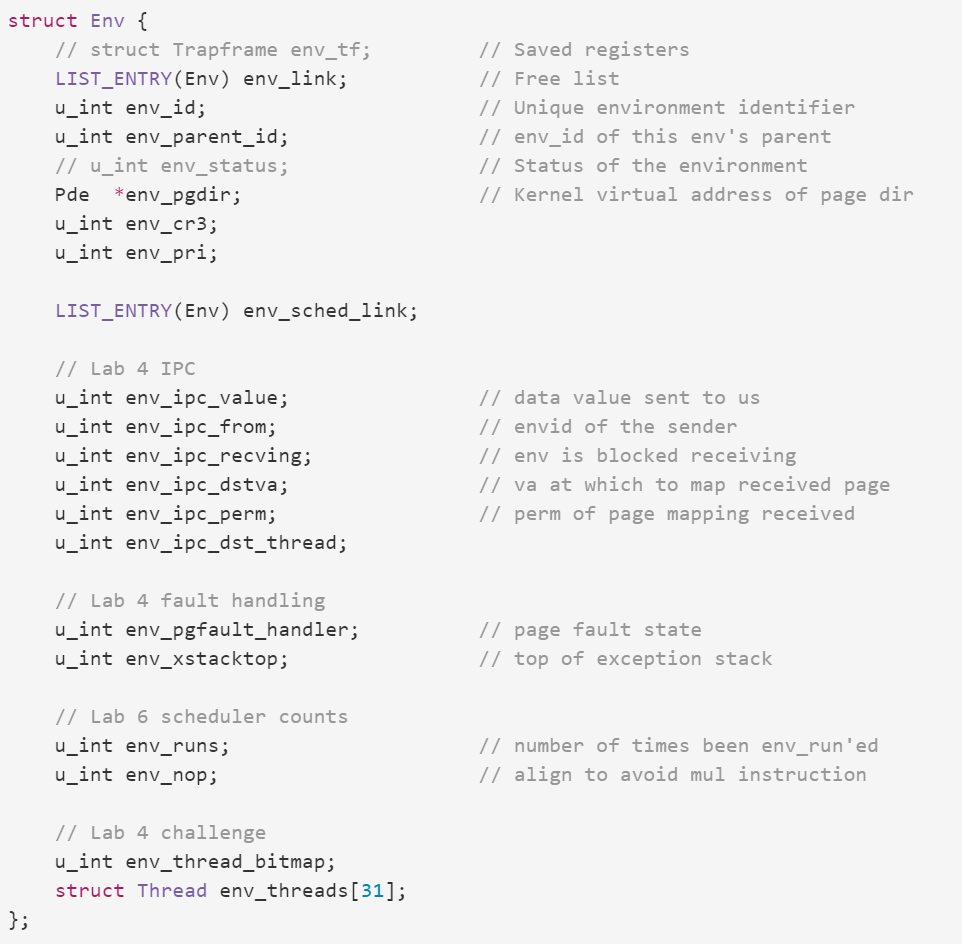 struct Env {
    // struct Trapframe env_tf;         // Saved registers
    LIST_ENTRY(Env) env_link;           // Free list
    u_int env_id;                       // Unique environment identifier
    u_int env_parent_id;                // env_id of this env's parent
    // u_int env_status;                // Status of the environment
    Pde  *env_pgdir;                    // Kernel virtual address of page dir
    u_int env_cr3;
    u_int env_pri;

    LIST_ENTRY(Env) env_sched_link;

    // Lab 4 IPC
    u_int env_ipc_value;                // data value sent to us
    u_int env_ipc_from;                 // envid of the sender
    u_int env_ipc_recving;              // env is blocked receiving
    u_int env_ipc_dstva;                // va at which to map received page
    u_int env_ipc_perm;                 // perm of page mapping received
    u_int env_ipc_dst_thread;

    // Lab 4 fault handling
    u_int env_pgfault_handler;          // page fault state
    u_int env_xstacktop;                // top of exception stack

    // Lab 6 scheduler counts
    u_int env_runs;                     // number of times been env_run'ed
    u_int env_nop;                      // align to avoid mul instruction

    // Lab 4 challenge
    u_int env_thread_bitmap;
    struct Thread env_threads[31];
};